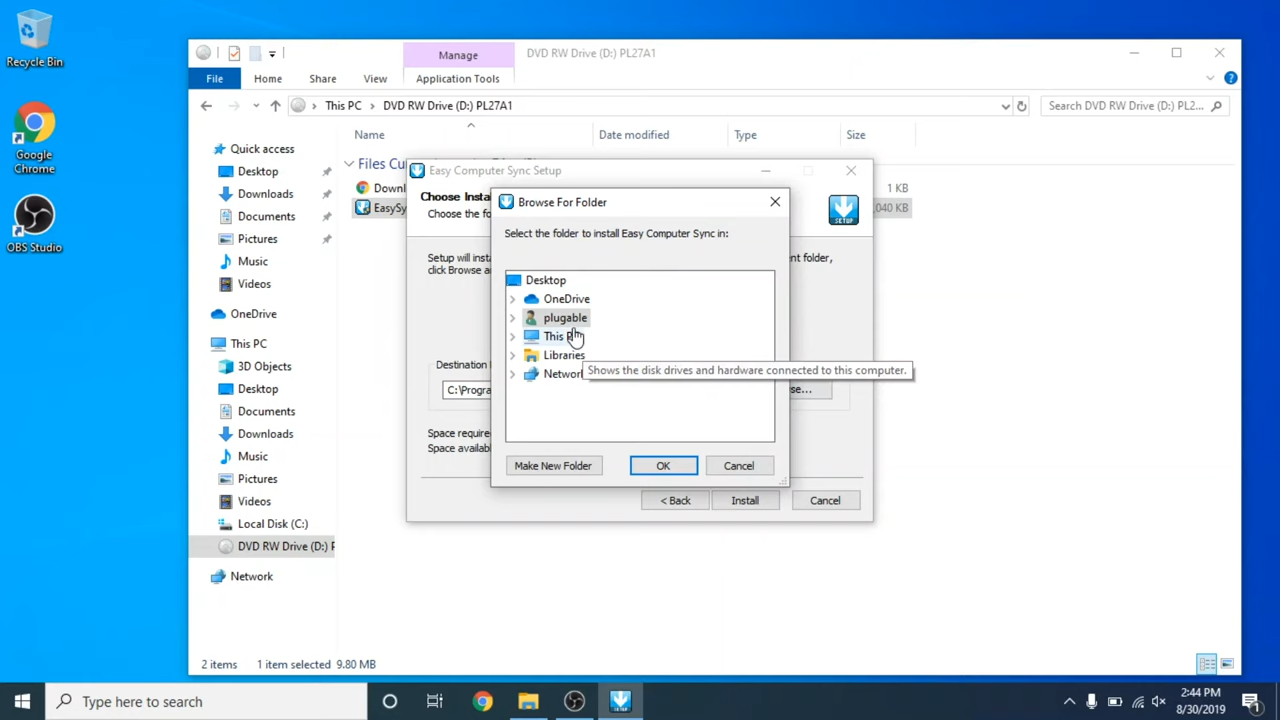 Recycle Bin
Google
Chrome
OBS Studio
Manage
DVD RW Drive (D:) PL27A1
File
Home
Share
View
Application Tools
This PC
DVD RW Drive (D:) PL27A1
Search DVD RW Drive (D:) PL2...
Quick access
Desktop
Downloads
Documents
Pictures
Music
Videos
OneDrive
This PC
3D Objects
Desktop
Documents
Downloads
Music
Pictures
Videos
Local Disk (C:)
DVD RW Drive (D:) P
Network
Name
Date modified
Type
Size
Files Cu
Downl
1 KB
EasySy
040 KB
Easy Computer Sync Setup
Choose Insta
Choose the fo
SETUP
Setup will insta
nt folder,
click Browse an
Destination
C:\Progra
se...
Space require
Space availab
< Back
Install
Cancel
Browse For Folder
Select the folder to install Easy Computer Sync in:
Desktop
OneDrive
plugable
This P
Libraries
Network
Shows the disk drives and hardware connected to this computer.
Make New Folder
OK
Cancel
2 items
1 item selected 9.80 MB
Type here to search
SETUP
2:44 PM
8/30/2019
1